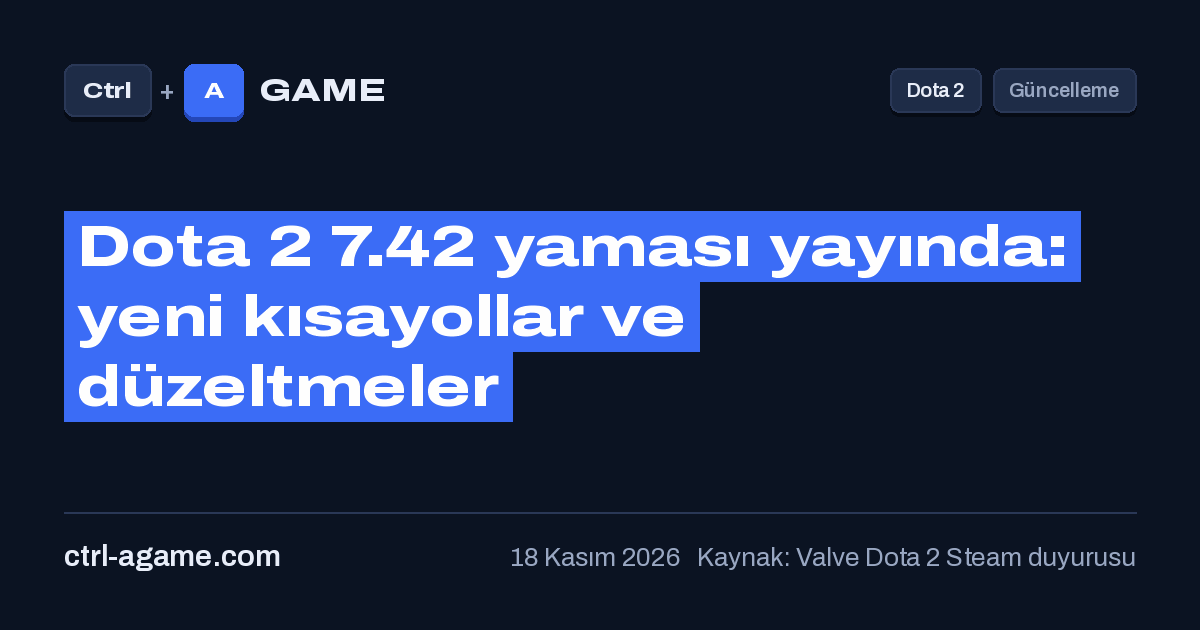 Ctrl + A GAME
Dota 2 Güncelleme
Dota 2 7.42 yaması yayında:
yeni kısayollar ve
düzeltmeler
ctrl-agame.com
18 Kasım 2026 Kaynak: Valve Dota 2 Steam duyurusu